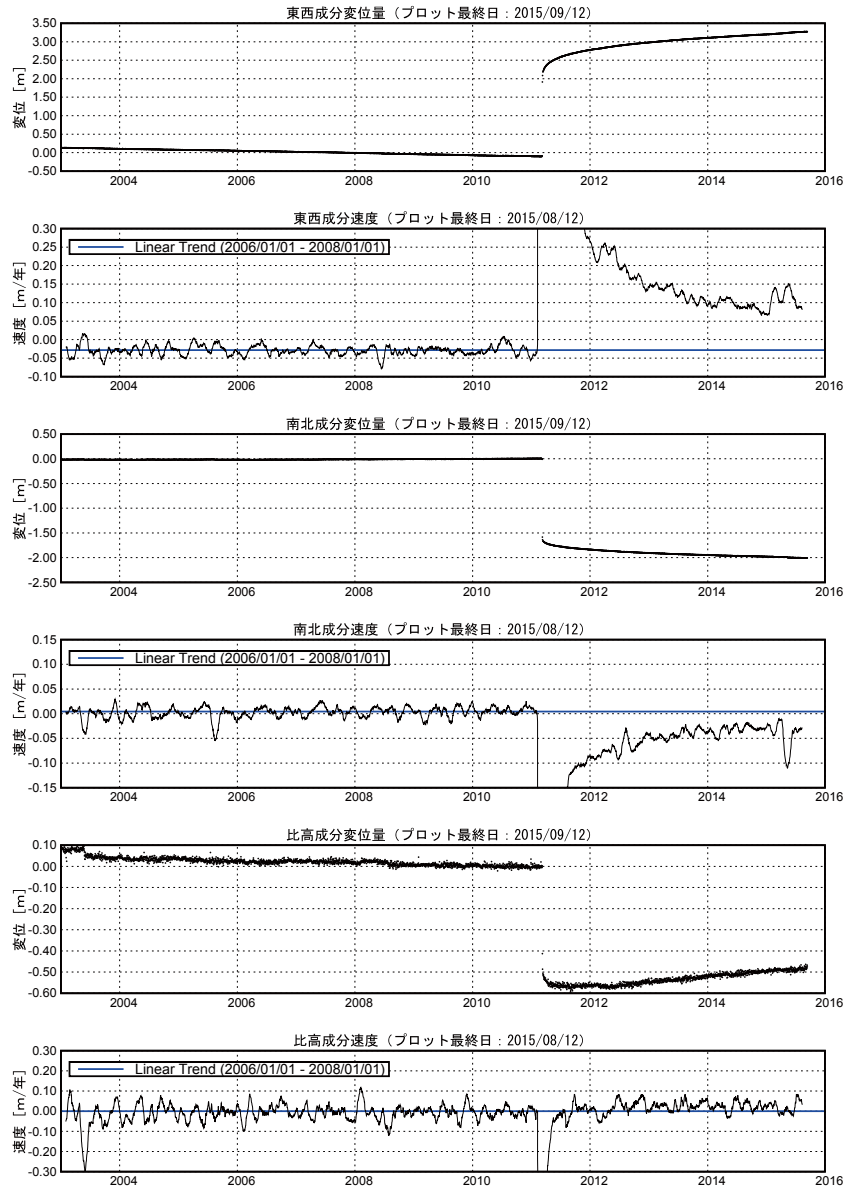 東西成分変位量（プロット最終日：2015/09/12）
変位 [m]
3.50
3.00
2.50
2.00
1.50
1.00
0.50
0.00
-0.50
2004 2006 2008 2010 2012 2014 2016
東西成分速度（プロット最終日：2015/08/12）
速度 [m/年]
0.30
0.25
0.20
0.15
0.10
0.05
0.00
-0.05
-0.10
Linear Trend (2006/01/01 - 2008/01/01)
2004 2006 2008 2010 2012 2014 2016
南北成分変位量（プロット最終日：2015/09/12）
変位 [m]
0.50
0.00
-0.50
-1.00
-1.50
-2.00
-2.50
2004 2006 2008 2010 2012 2014 2016
南北成分速度（プロット最終日：2015/08/12）
速度 [m/年]
0.15
0.10
0.05
0.00
-0.05
-0.10
-0.15
Linear Trend (2006/01/01 - 2008/01/01)
2004 2006 2008 2010 2012 2014 2016
比高成分変位量（プロット最終日：2015/09/12）
変位 [m]
0.10
0.00
-0.10
-0.20
-0.30
-0.40
-0.50
-0.60
2004 2006 2008 2010 2012 2014 2016
比高成分速度（プロット最終日：2015/08/12）
速度 [m/年]
0.30
0.20
0.10
0.00
-0.10
-0.20
-0.30
Linear Trend (2006/01/01 - 2008/01/01)
2004 2006 2008 2010 2012 2014 2016